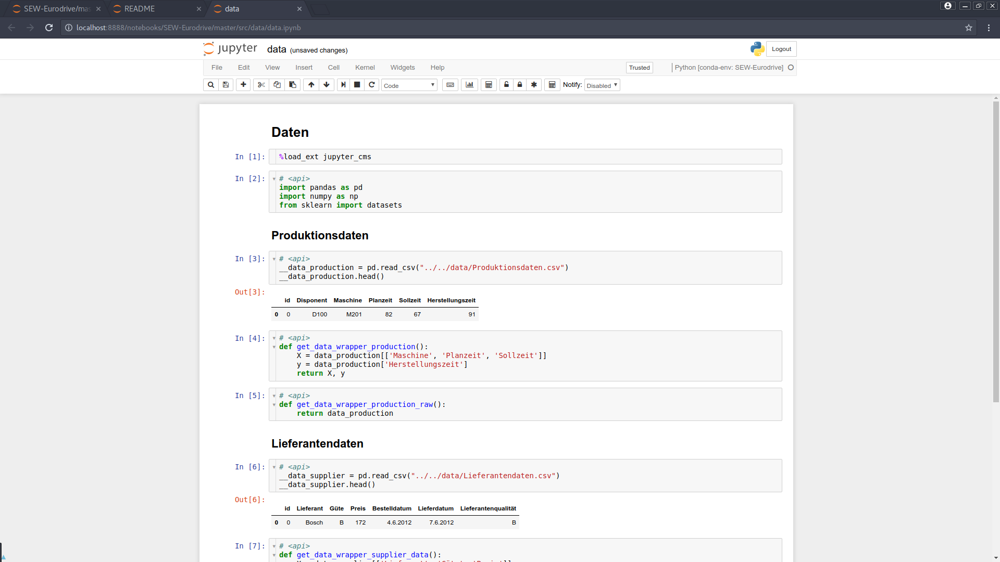 SEW-Eurodrive/mas
README
data
localhost:8888/notebooks/SEW-Eurodrive/master/src/data/data.ipynb
jupyter data (unsaved changes)
Logout
File Edit View Insert Cell Kernel Widgets Help
Trusted
Python [conda-env: SEW-Eurodrive]
Code
Notify: Disabled
Daten
In [1]: %load_ext jupyter_cms
In [2]: # <api>
import pandas as pd
import numpy as np
from sklearn import datasets
Produktionsdaten
In [3]: # <api>
__data_production = pd.read_csv("../../data/Produktionsdaten.csv")
__data_production.head()
Out[3]:
id Disponent Maschine Planzeit Sollzeit Herstellungszeit
0 0 D100 M201 82 67 91
In [4]: # <api>
def get_data_wrapper_production():
X = data_production[['Maschine', 'Planzeit', 'Sollzeit']]
y = data_production['Herstellungszeit']
return X, y
In [5]: # <api>
def get_data_wrapper_production_raw():
return data_production
Lieferantendaten
In [6]: # <api>
__data_supplier = pd.read_csv("../../data/Lieferantendaten.csv")
__data_supplier.head()
Out[6]:
id Lieferant Güte Preis Bestelldatum Lieferdatum Lieferantenqualität
0 0 Bosch B 172 4.6.2012 7.6.2012 B
In [7]: # <api>
def get_data_wrapper_supplier_data():